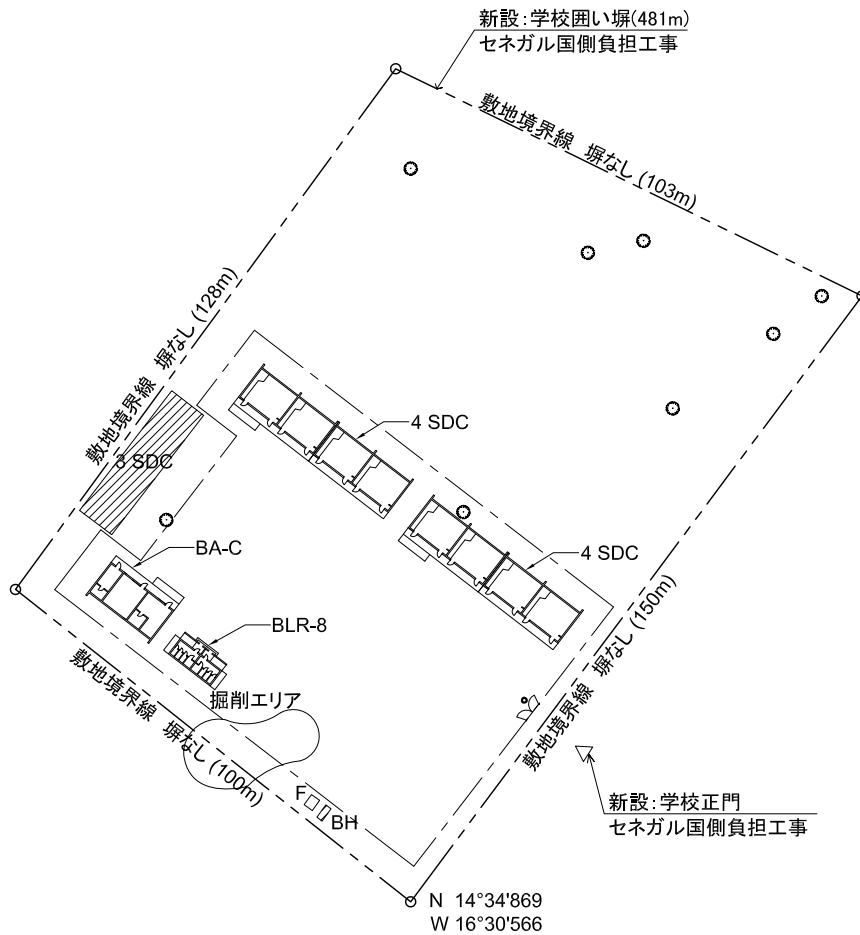 新設:学校囲い塀(481m)
セネガル国側負担工事
敷地境界線 塀なし (103m)
敷地境界線 塀なし (128m)
4 SDC
3 SDC
BA-C
4 SDC
BLR-8
敷地境界線 塀なし (150m)
敷地境界線 塀なし (100m)
掘削エリア
F
BH
新設:学校正門
セネガル国側負担工事
N 14°34'869
W 16°30'566